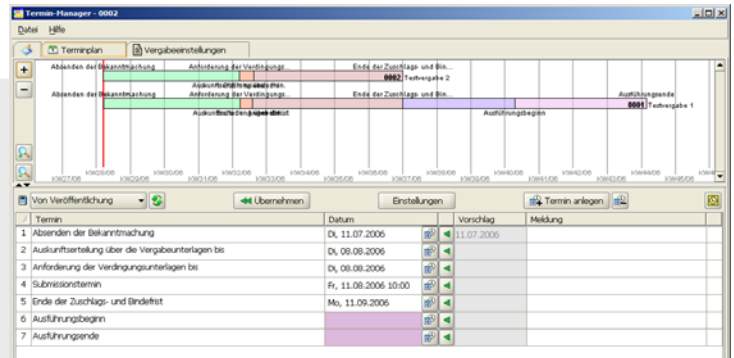 Termin-Manager - 0002
Datei Hilfe
Terminplan Vergabeeinstellungen
Absenden der Bekanntmachung Anforderung der Verdingungs... Ende der Zuschlags- und Bin...
0002 Testvergabe 2
Absenden der Bekanntmachung Anforderung der Verdingungs... Ende der Zuschlags- und Bin... Ausführungsende
0001 Testvergabe 1
Ausführungsbeginn
KW28/06 KW30/06 KW32/06 KW34/06 KW36/06 KW38/06 KW40/06 KW42/06 KW44/06
KW27/06 KW29/06 KW31/06 KW33/06 KW35/06 KW37/06 KW39/06 KW41/06 KW43/06 KW45/06
Von Veröffentlichung Übernehmen Einstellungen Termin anlegen
Termin Datum Vorschlag Meldung
1 Absenden der Bekanntmachung Di, 11.07.2006 11.07.2006
2 Auskunftserteilung über die Vergabeunterlagen bis Di, 08.08.2006
3 Anforderung der Verdingungsunterlagen bis Di, 08.08.2006
4 Submissionstermin Fr, 11.08.2006 10:00
5 Ende der Zuschlags- und Bindefrist Mo, 11.09.2006
6 Ausführungsbeginn
7 Ausführungsende